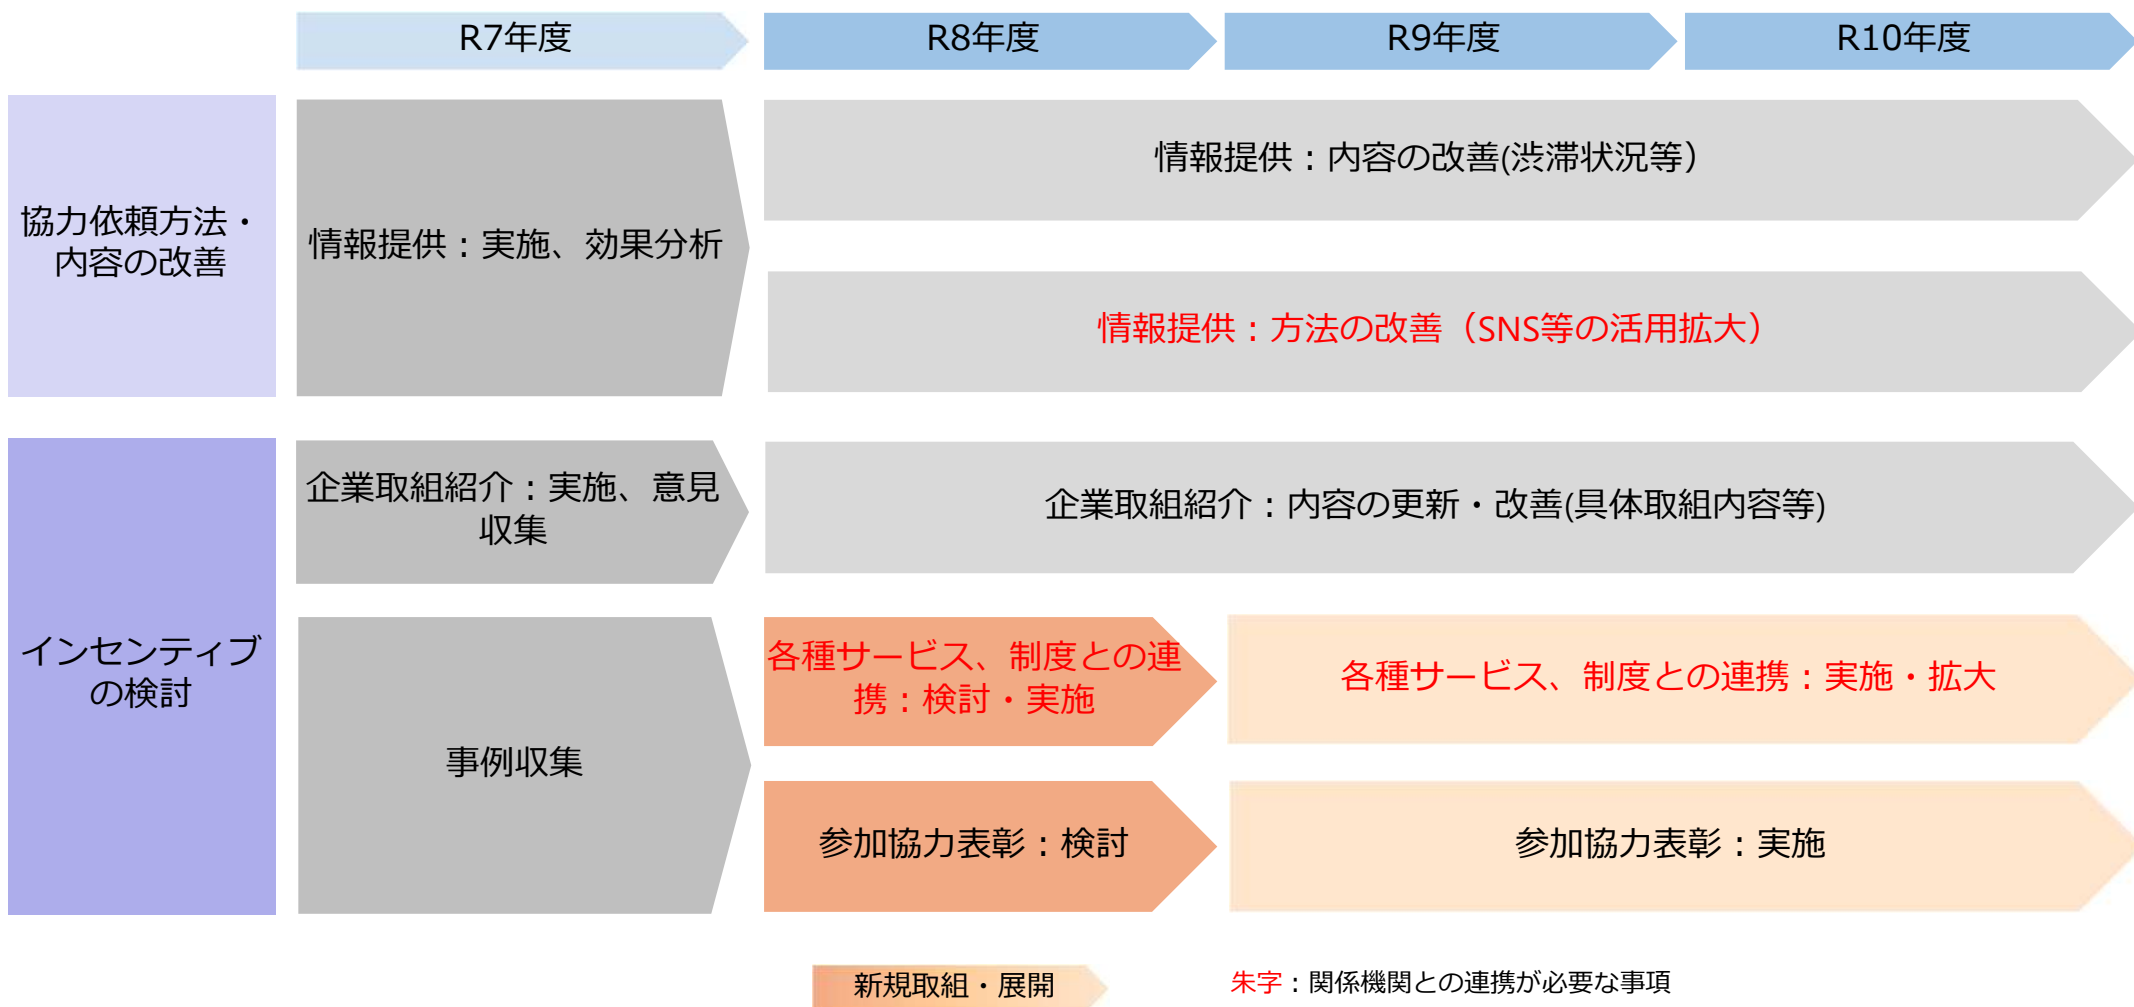 R7年度
R8年度
R9年度
R10年度
協力依頼方法・
内容の改善
情報提供：実施、効果分析
情報提供：内容の改善(渋滞状況等）
情報提供：方法の改善（SNS等の活用拡大）
インセンティブ
の検討
企業取組紹介：実施、意見
収集
企業取組紹介：内容の更新・改善(具体取組内容等)
事例収集
各種サービス、制度との連
携：検討・実施
各種サービス、制度との連携：実施・拡大
参加協力表彰：検討
参加協力表彰：実施
新規取組・展開
朱字：関係機関との連携が必要な事項